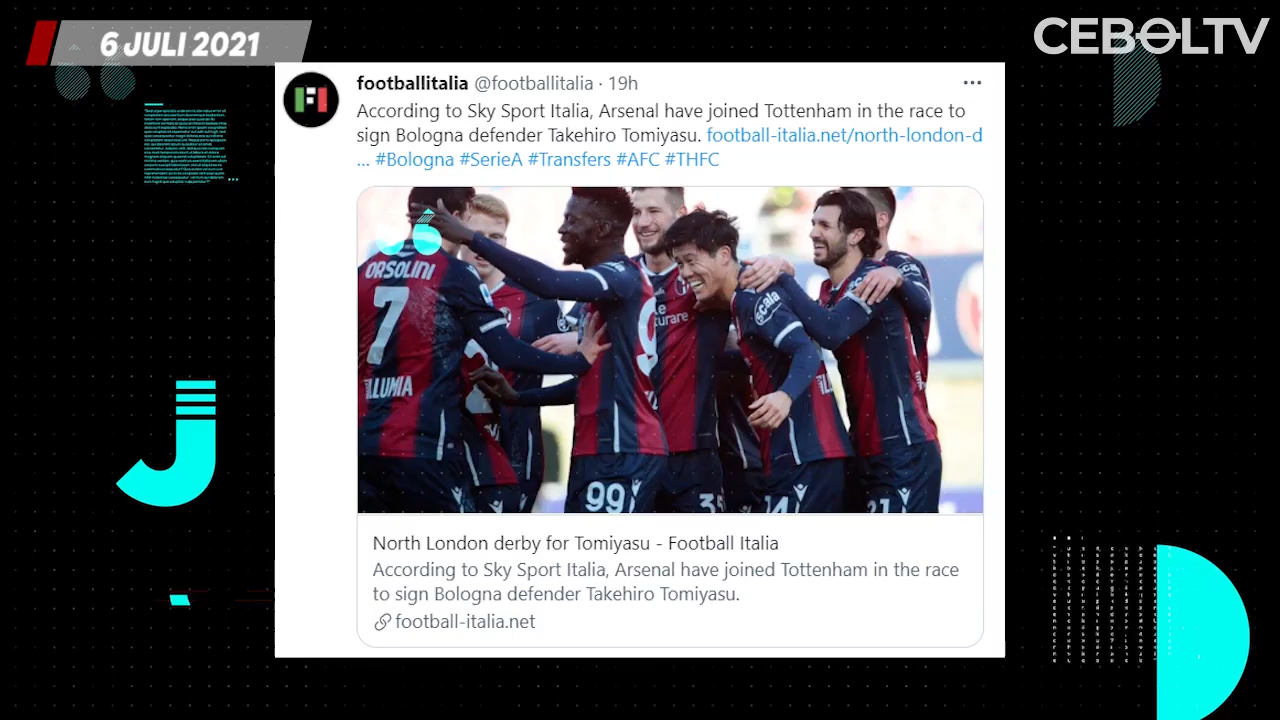 6 JULI 2021
CEBOLTV
footballitalia @footballitalia · 19h
According to Sky Sport Italia, Arsenal have joined Tottenham in the race to
sign Bologna defender Takehiro Tomiyasu. football-italia.net/north-london-d
... #Bologna #SerieA #Transfers #AFC #THFC
ORSOLINI
7
ILLUMIA
scala
scala
99
14
21
North London derby for Tomiyasu - Football Italia
According to Sky Sport Italia, Arsenal have joined Tottenham in the race
to sign Bologna defender Takehiro Tomiyasu.
football-italia.net